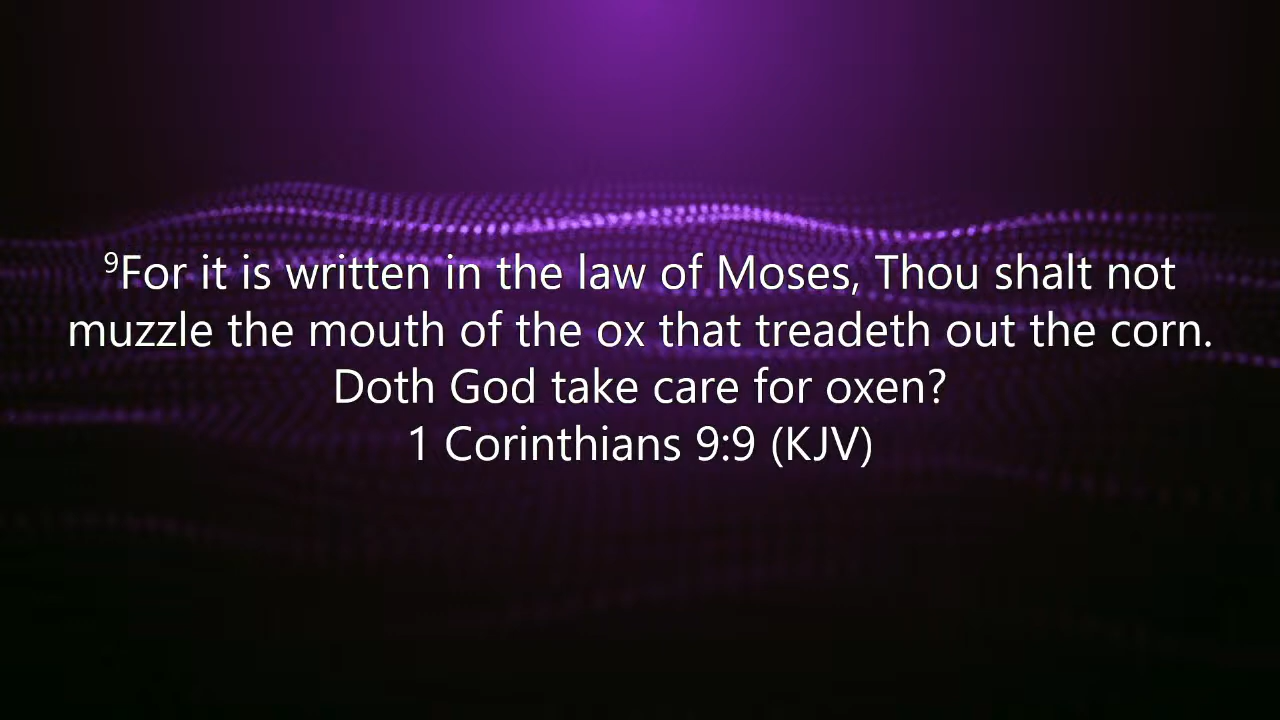 ⁹For it is written in the law of Moses, Thou shalt not
muzzle the mouth of the ox that treadeth out the corn.
Doth God take care for oxen?
1 Corinthians 9:9 (KJV)